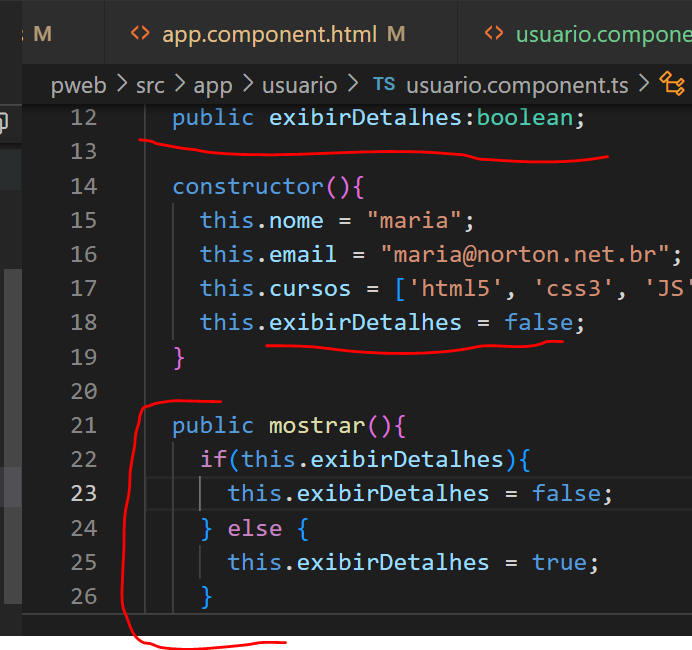 M <> app.component.html M <> usuario.compone
pweb > src > app > usuario > TS usuario.component.ts >
12 public exibirDetalhes:boolean;
13
14 constructor(){
15 this.nome = "maria";
16 this.email = "maria@norton.net.br";
17 this.cursos = ['html5', 'css3', 'JS'
18 this.exibirDetalhes = false;
19 }
20
21 public mostrar(){
22 if(this.exibirDetalhes){
23 this.exibirDetalhes = false;
24 } else {
25 this.exibirDetalhes = true;
26 }